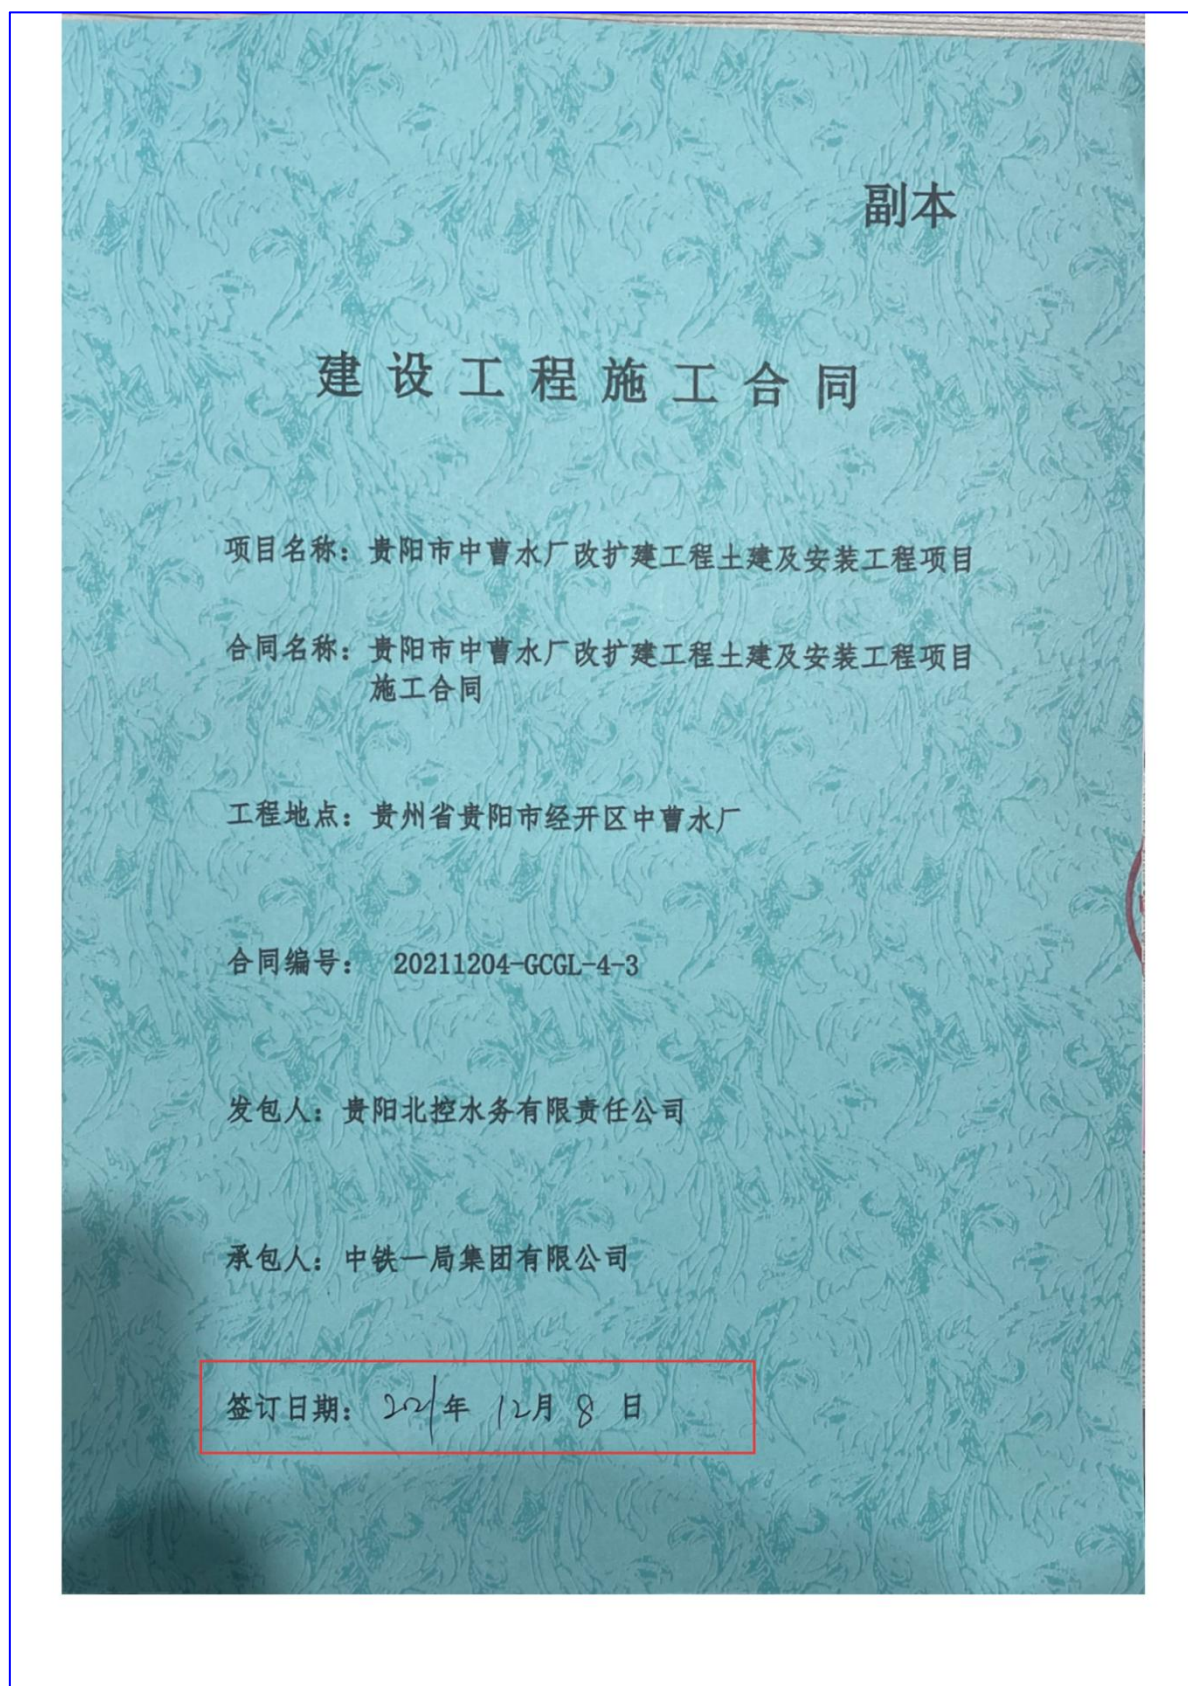 副本
建设工程施工合同
项目名称：贵阳市中曹水厂改扩建工程土建及安装工程项目
合同名称：贵阳市中曹水厂改扩建工程土建及安装工程项目
施工合同
工程地点：贵州省贵阳市经开区中曹水厂
合同编号： 20211204-GCGL-4-3
发包人：贵阳北控水务有限责任公司
承包人：中铁一局集团有限公司
签订日期： 2021年 12月 8 日